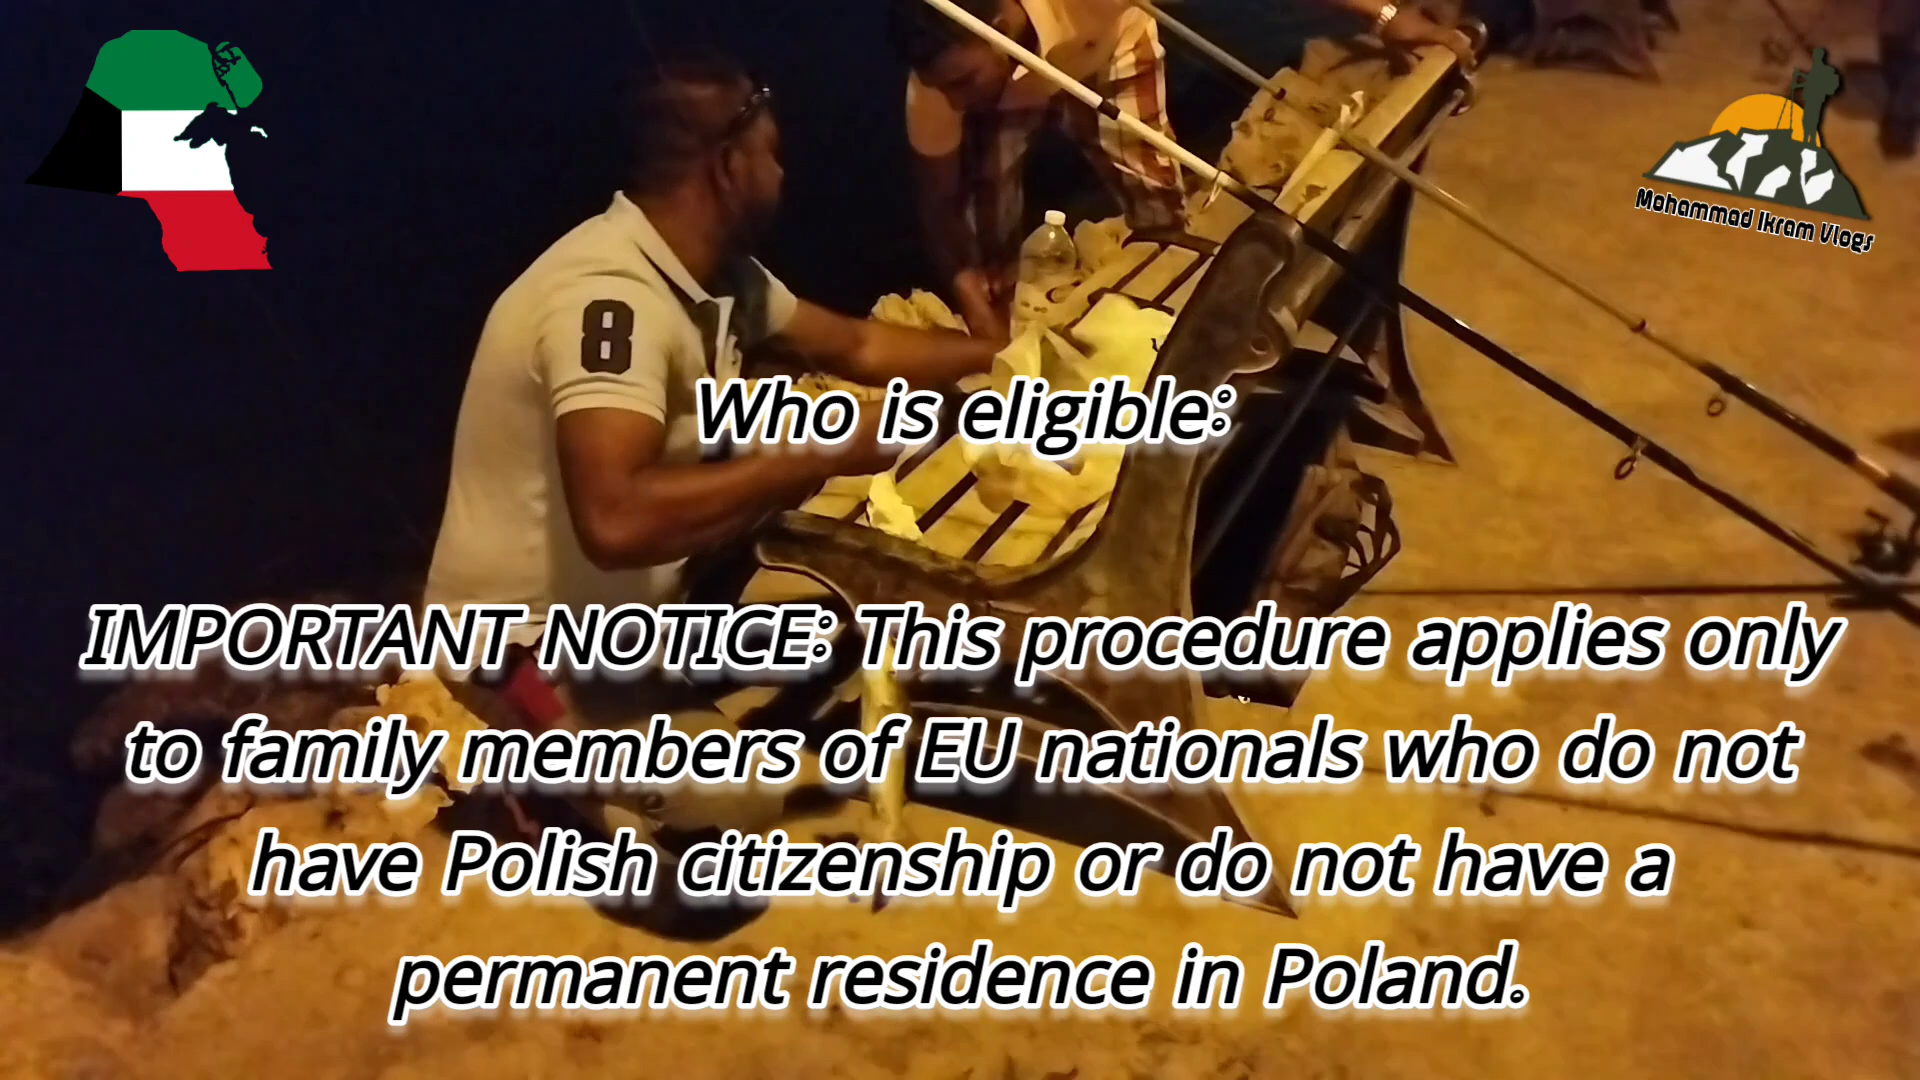 Mohammad Ikram Vlogs
8
Who is eligible:
IMPORTANT NOTICE: This procedure applies only
to family members of EU nationals who do not
have Polish citizenship or do not have a
permanent residence in Poland.